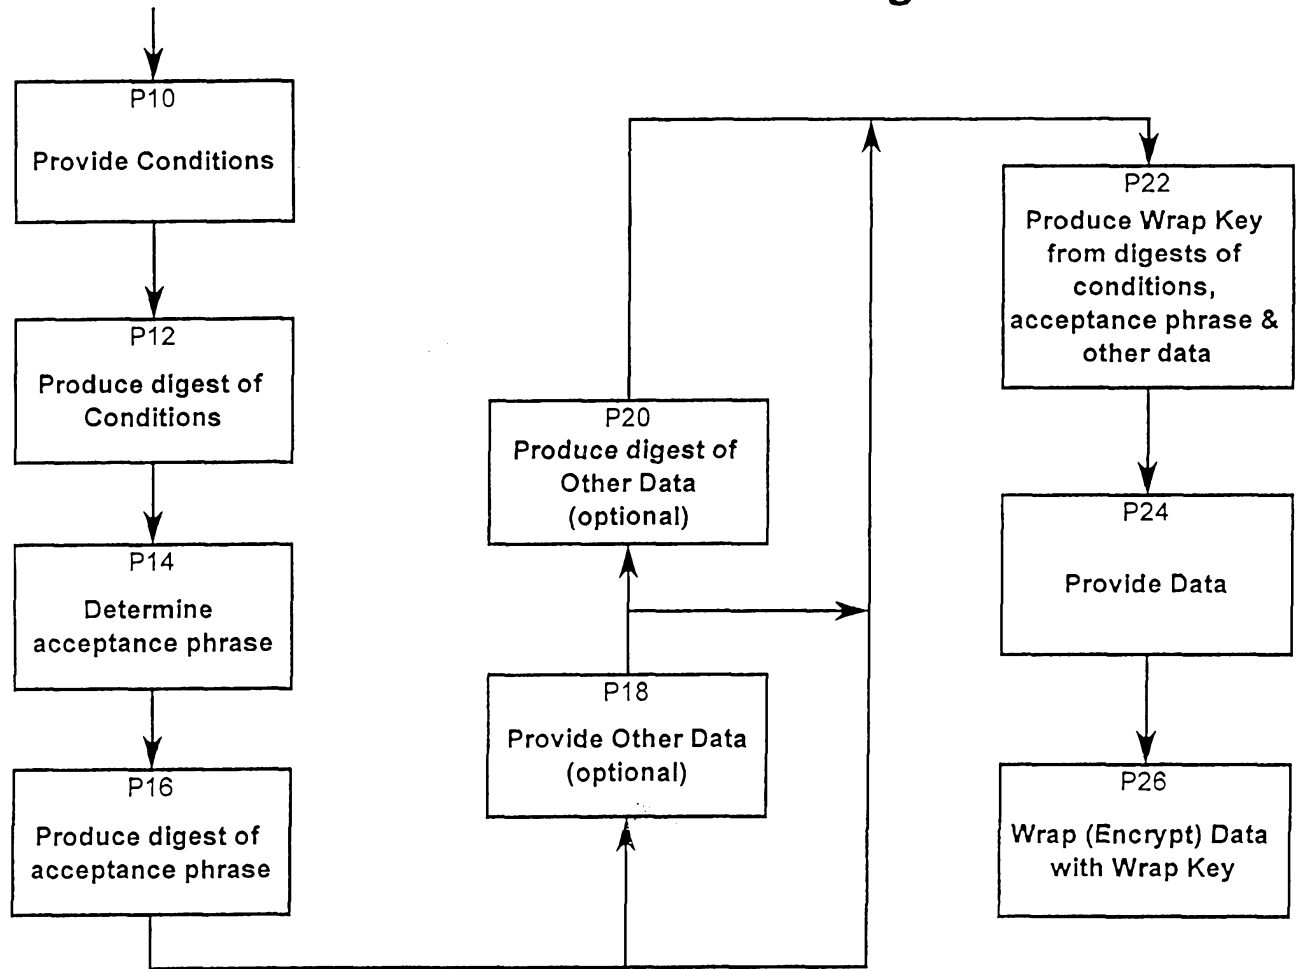 P10
Provide Conditions
P12
Produce digest of
Conditions
P14
Determine
acceptance phrase
P16
Produce digest of
acceptance phrase
P20
Produce digest of
Other Data
(optional)
P18
Provide Other Data
(optional)
P22
Produce Wrap Key
from digests of
conditions,
acceptance phrase &
other data
P24
Provide Data
P26
Wrap (Encrypt) Data
with Wrap Key